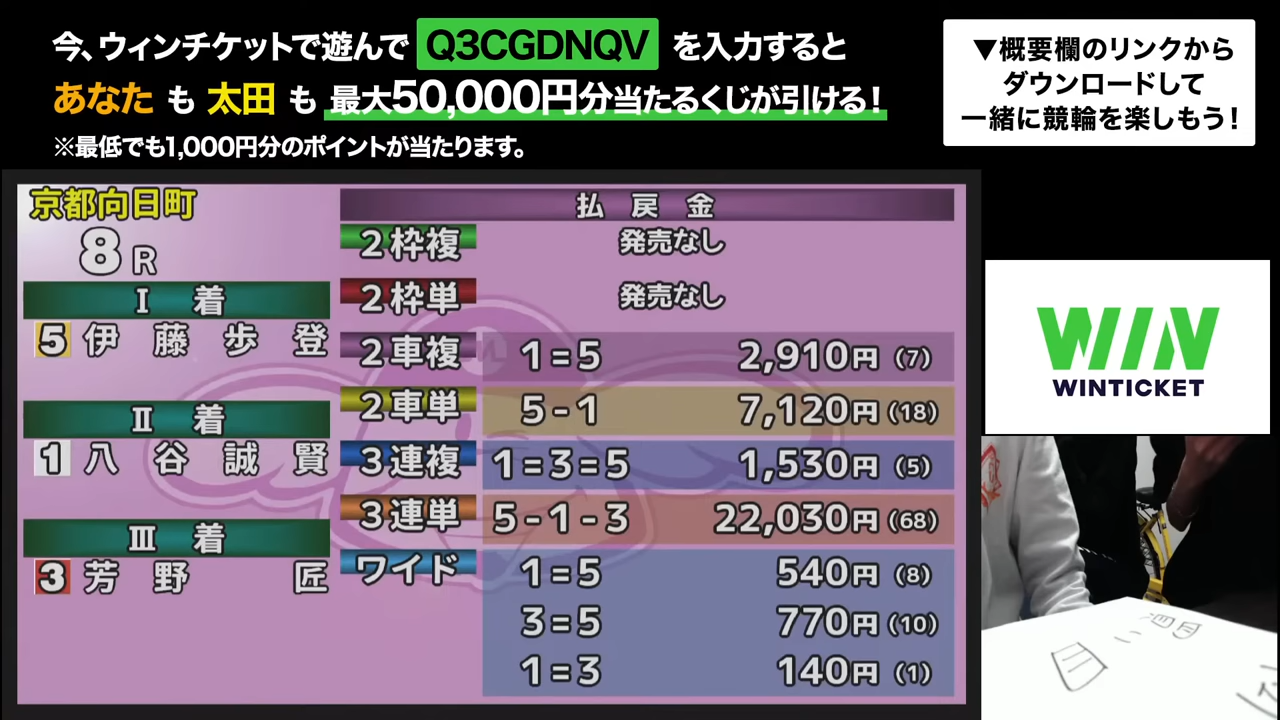 今、ウィンチケットで遊んで Q3CGDNQV を入力すると
あなた も 太田 も 最大50,000円分当たるくじが引ける!
※最低でも1,000円分のポイントが当たります。
▼概要欄のリンクから
ダウンロードして
一緒に競輪を楽しもう!
京都向日町
8R
Ⅰ 着
5 伊藤歩登
Ⅱ 着
1 八谷誠賢
Ⅲ 着
3 芳野 匠
払戻金
2枠複 発売なし
2枠単 発売なし
2車複 1=5 2,910円 (7)
2車単 5-1 7,120円 (18)
3連複 1=3=5 1,530円 (5)
3連単 5-1-3 22,030円 (68)
ワイド 1=5 540円 (8)
3=5 770円 (10)
1=3 140円 (1)
WIN
WINTICKET